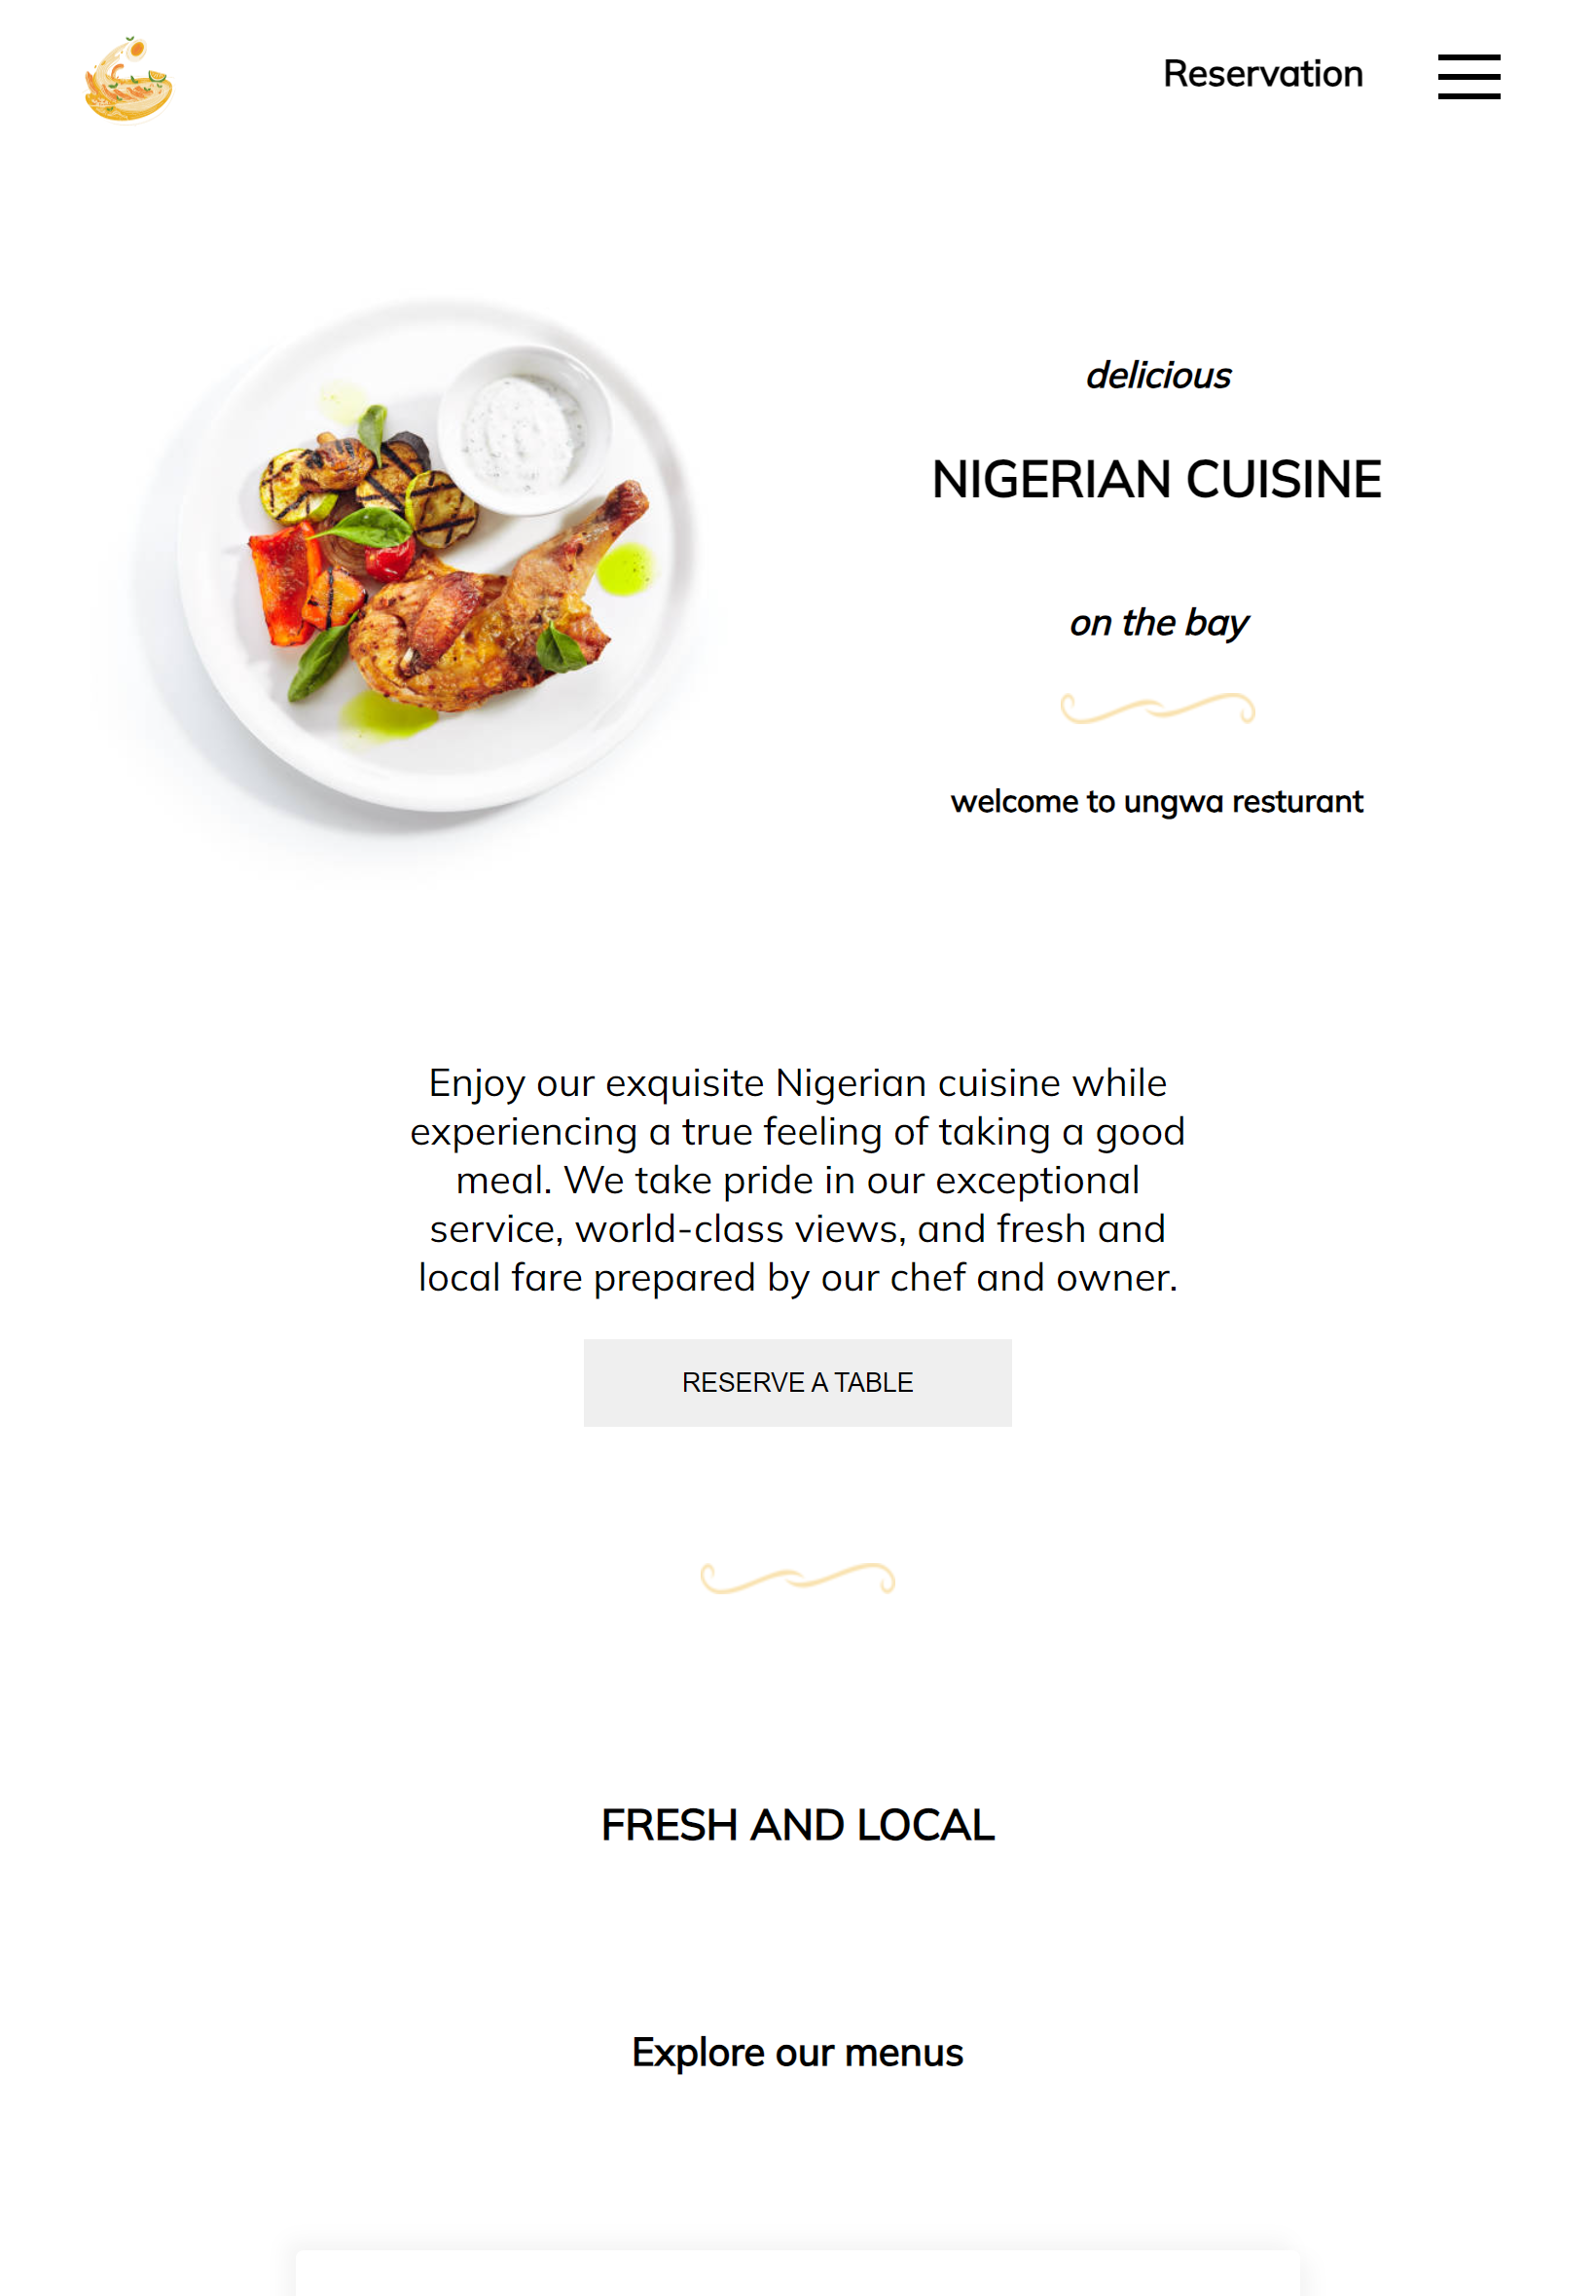 Reservation
delicious
NIGERIAN CUISINE
on the bay
welcome to ungwa resturant
Enjoy our exquisite Nigerian cuisine while
experiencing a true feeling of taking a good
meal. We take pride in our exceptional
service, world-class views, and fresh and
local fare prepared by our chef and owner.
RESERVE A TABLE
FRESH AND LOCAL
Explore our menus